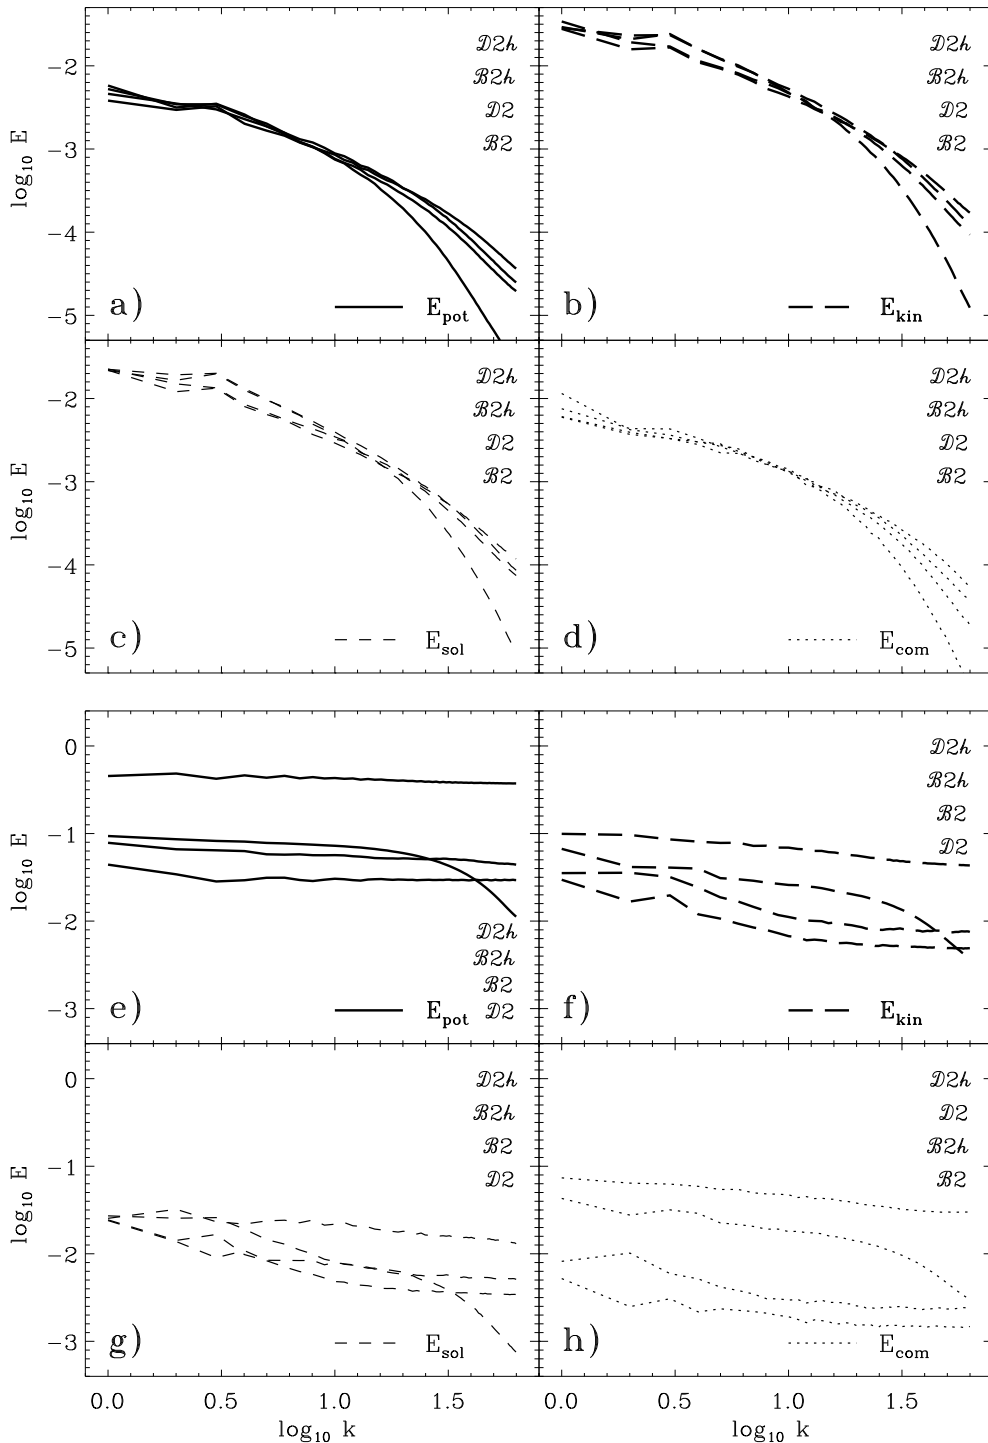 𝒟2h
ℬ2h
𝒟2
ℬ2
−2
−3
−4
−5
log₁₀ E
a)
E_pot
𝒟2h
ℬ2h
𝒟2
ℬ2
b)
E_kin
𝒟2h
ℬ2h
𝒟2
ℬ2
−2
−3
−4
−5
log₁₀ E
c)
E_sol
𝒟2h
ℬ2h
𝒟2
ℬ2
d)
E_com
0
−1
−2
−3
log₁₀ E
𝒟2h
ℬ2h
ℬ2
𝒟2
e)
E_pot
𝒟2h
ℬ2h
ℬ2
𝒟2
f)
E_kin
0
−1
−2
−3
log₁₀ E
𝒟2h
ℬ2h
ℬ2
𝒟2
g)
E_sol
𝒟2h
𝒟2
ℬ2h
ℬ2
h)
E_com
0.0 0.5 1.0 1.5
log₁₀ k
0.0 0.5 1.0 1.5
log₁₀ k